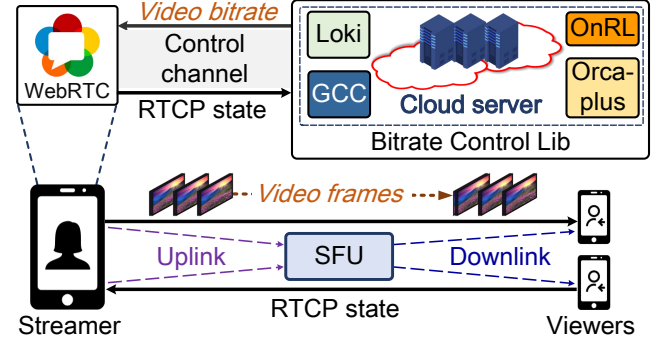 Video bitrate
Control
channel
WebRTC
RTCP state
Loki
OnRL
GCC
Cloud server
Orca-
plus
Bitrate Control Lib
Video frames
Uplink
SFU
Downlink
RTCP state
Streamer
Viewers